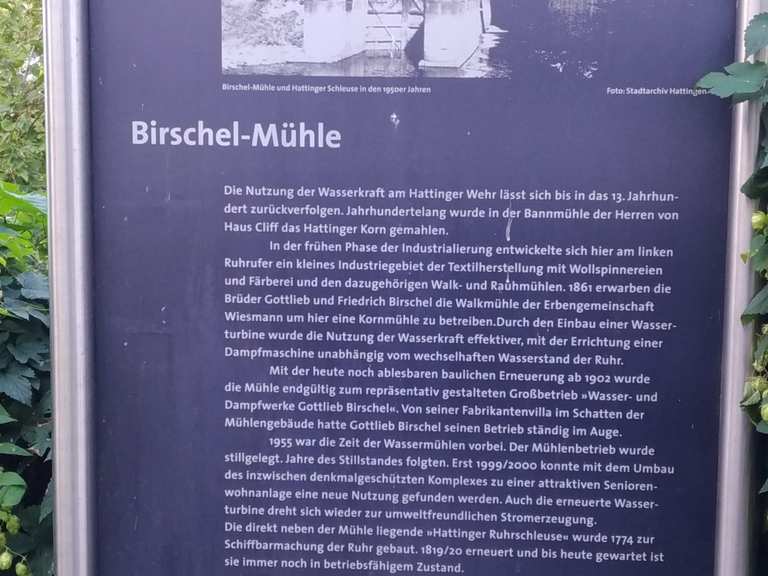 Birschel-Mühle und Hattinger Schleuse in den 1950er Jahren
Foto: Stadtarchiv Hattingen
Birschel-Mühle
Die Nutzung der Wasserkraft am Hattinger Wehr lässt sich bis in das 13. Jahrhun-
dert zurückverfolgen. Jahrhundertelang wurde in der Bannmühle der Herren von
Haus Cliff das Hattinger Korn gemahlen.
In der frühen Phase der Industrialierung entwickelte sich hier am linken
Ruhrufer ein kleines Industriegebiet der Textilherstellung mit Wollspinnereien
und Färberei und den dazugehörigen Walk- und Rauhmühlen. 1861 erwarben die
Brüder Gottlieb und Friedrich Birschel die Walkmühle der Erbengemeinschaft
Wiesmann um hier eine Kornmühle zu betreiben.Durch den Einbau einer Wasser-
turbine wurde die Nutzung der Wasserkraft effektiver, mit der Errichtung einer
Dampfmaschine unabhängig vom wechselhaften Wasserstand der Ruhr.
Mit der heute noch ablesbaren baulichen Erneuerung ab 1902 wurde
die Mühle endgültig zum repräsentativ gestalteten Großbetrieb »Wasser- und
Dampfwerke Gottlieb Birschel«. Von seiner Fabrikantenvilla im Schatten der
Mühlengebäude hatte Gottlieb Birschel seinen Betrieb ständig im Auge.
1955 war die Zeit der Wassermühlen vorbei. Der Mühlenbetrieb wurde
stillgelegt. Jahre des Stillstandes folgten. Erst 1999/2000 konnte mit dem Umbau
des inzwischen denkmalgeschützten Komplexes zu einer attraktiven Senioren-
wohnanlage eine neue Nutzung gefunden werden. Auch die erneuerte Wasser-
turbine dreht sich wieder zur umweltfreundlichen Stromerzeugung.
Die direkt neben der Mühle liegende »Hattinger Ruhrschleuse« wurde 1774 zur
Schiffbarmachung der Ruhr gebaut. 1819/20 erneuert und bis heute gewartet ist
sie immer noch in betriebsfähigem Zustand.